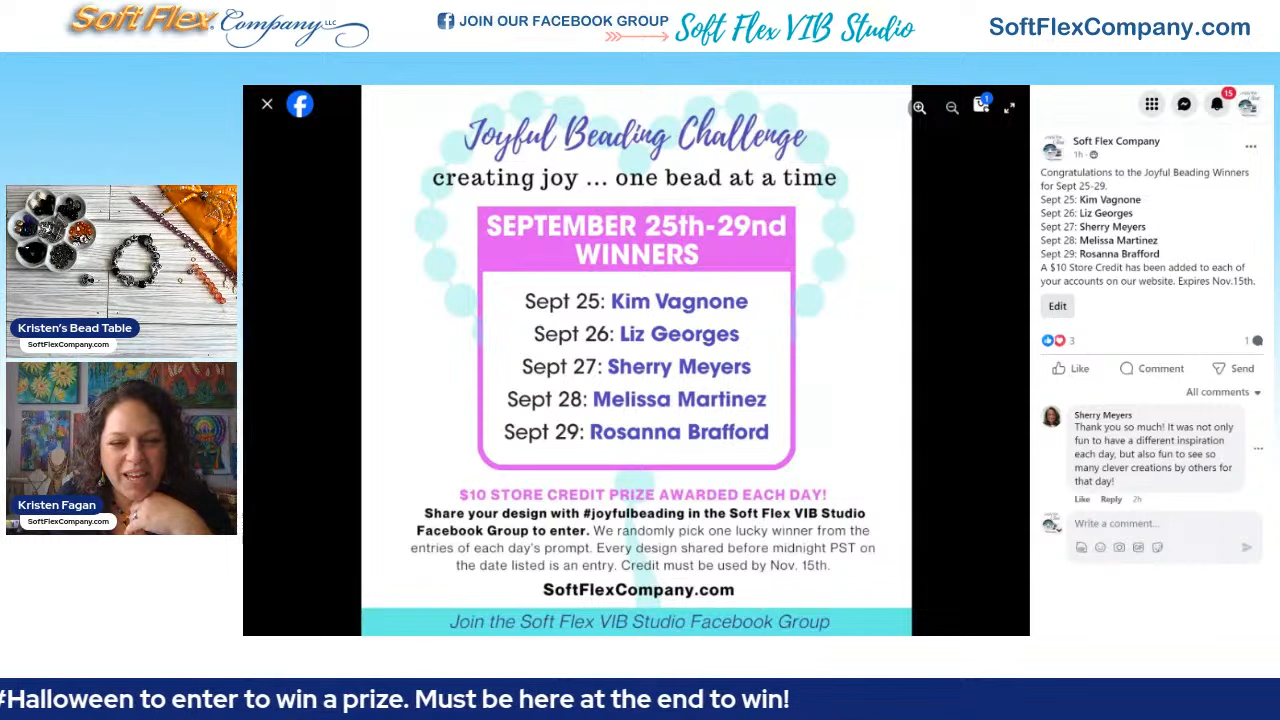 Soft Flex® Company, LLC
JOIN OUR FACEBOOK GROUP
Soft Flex VIB Studio
SoftFlexCompany.com
Kristen's Bead Table
SoftFlexCompany.com
Kristen Fagan
SoftFlexCompany.com
Joyful Beading Challenge
creating joy ... one bead at a time
SEPTEMBER 25th-29nd
WINNERS
Sept 25: Kim Vagnone
Sept 26: Liz Georges
Sept 27: Sherry Meyers
Sept 28: Melissa Martinez
Sept 29: Rosanna Brafford
$10 STORE CREDIT PRIZE AWARDED EACH DAY!
Share your design with #joyfulbeading in the Soft Flex VIB Studio
Facebook Group to enter. We randomly pick one lucky winner from the
entries of each day's prompt. Every design shared before midnight PST on
the date listed is an entry. Credit must be used by Nov. 15th.
SoftFlexCompany.com
Join the Soft Flex VIB Studio Facebook Group
1
15
Soft Flex Company
1h
Congratulations to the Joyful Beading Winners
for Sept 25-29.
Sept 25: Kim Vagnone
Sept 26: Liz Georges
Sept 27: Sherry Meyers
Sept 28: Melissa Martinez
Sept 29: Rosanna Brafford
A $10 Store Credit has been added to each of
your accounts on our website. Expires Nov.15th.
Edit
3
1
Like
Comment
Send
All comments
Sherry Meyers
Thank you so much! It was not only
fun to have a different inspiration
each day, but also fun to see so
many clever creations by others for
that day!
Like Reply 2h
Write a comment...
#Halloween to enter to win a prize. Must be here at the end to win!